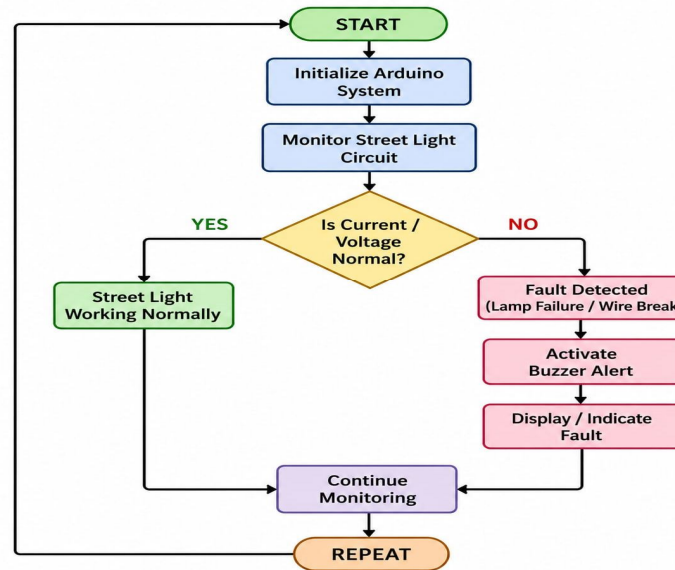 START
Initialize Arduino
System
Monitor Street Light
Circuit
Is Current /
Voltage
Normal?
YES
NO
Street Light
Working Normally
Fault Detected
(Lamp Failure / Wire Break
Activate
Buzzer Alert
Display / Indicate
Fault
Continue
Monitoring
REPEAT